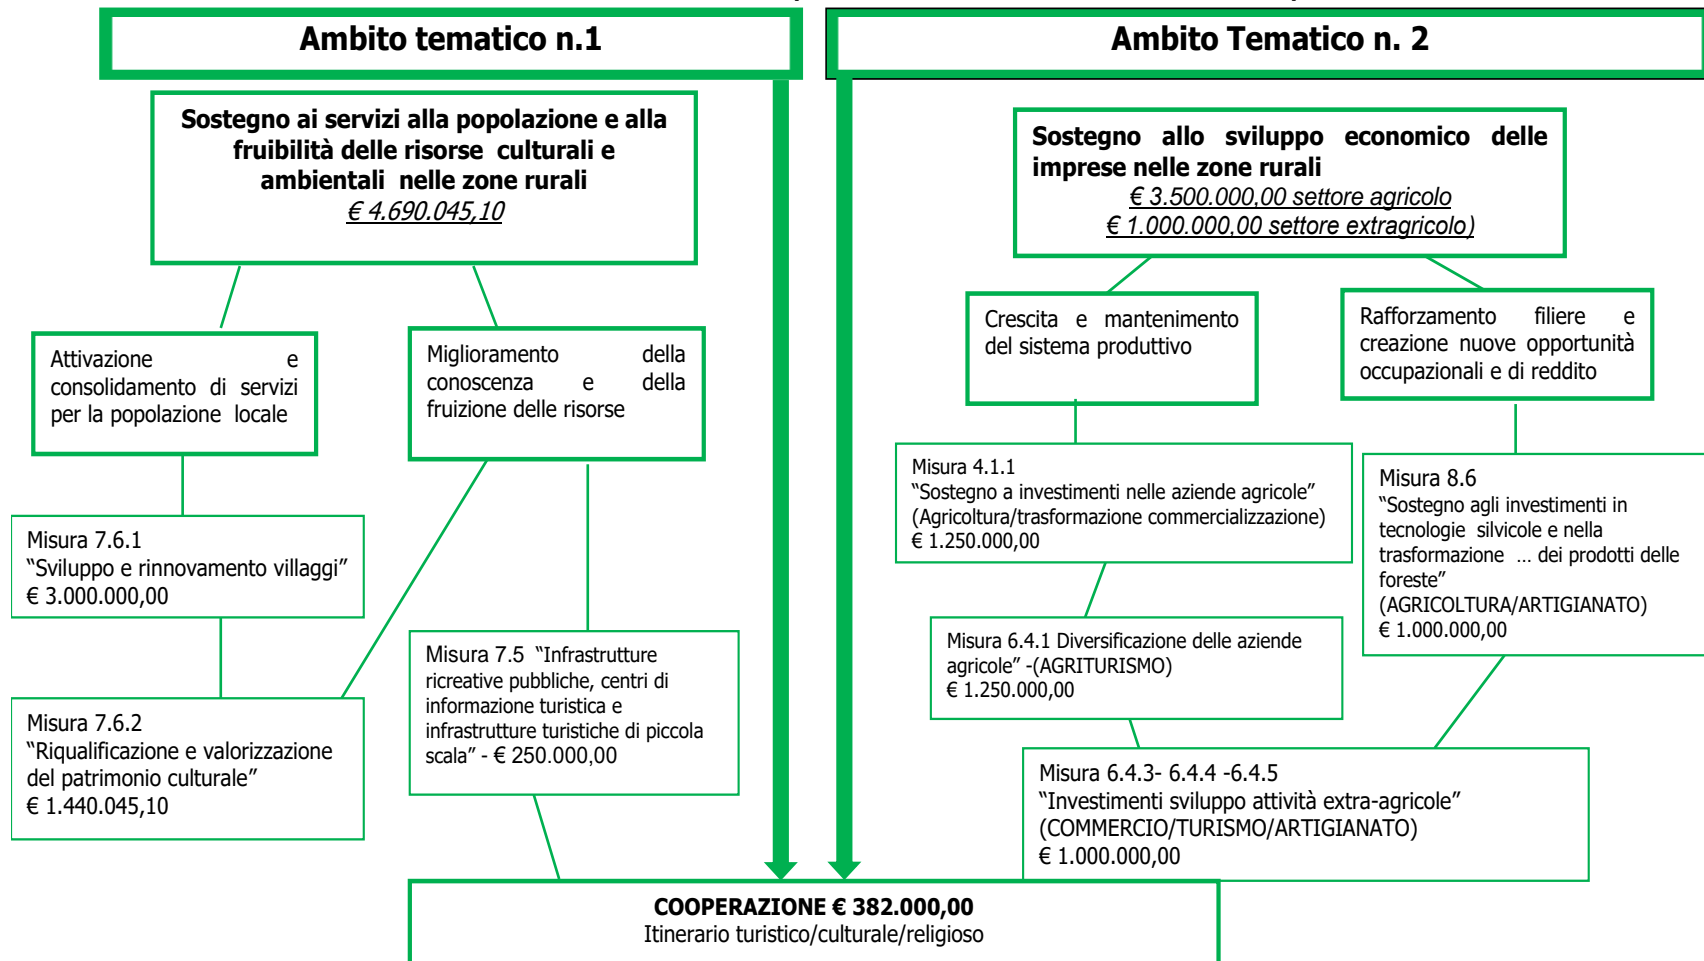 Ambito tematico n.1
Sostegno ai servizi alla popolazione e alla
fruibilità delle risorse culturali e
ambientali nelle zone rurali
€ 4.690.045,10
Attivazione e
consolidamento di servizi
per la popolazione locale
Miglioramento della
conoscenza e della
fruizione delle risorse
Misura 7.6.1
“Sviluppo e rinnovamento villaggi”
€ 3.000.000,00
Misura 7.6.2
“Riqualificazione e valorizzazione
del patrimonio culturale”
€ 1.440.045,10
Misura 7.5 “Infrastrutture
ricreative pubbliche, centri di
informazione turistica e
infrastrutture turistiche di piccola
scala” - € 250.000,00
Ambito Tematico n. 2
Sostegno allo sviluppo economico delle
imprese nelle zone rurali
€ 3.500.000,00 settore agricolo
€ 1.000.000,00 settore extragricolo)
Crescita e mantenimento
del sistema produttivo
Rafforzamento filiere e
creazione nuove opportunità
occupazionali e di reddito
Misura 4.1.1
“Sostegno a investimenti nelle aziende agricole”
(Agricoltura/trasformazione commercializzazione)
€ 1.250.000,00
Misura 8.6
“Sostegno agli investimenti in
tecnologie silvicole e nella
trasformazione … dei prodotti delle
foreste”
(AGRICOLTURA/ARTIGIANATO)
€ 1.000.000,00
Misura 6.4.1 Diversificazione delle aziende
agricole” -(AGRITURISMO)
€ 1.250.000,00
Misura 6.4.3- 6.4.4 -6.4.5
“Investimenti sviluppo attività extra-agricole”
(COMMERCIO/TURISMO/ARTIGIANATO)
€ 1.000.000,00
COOPERAZIONE € 382.000,00
Itinerario turistico/culturale/religioso